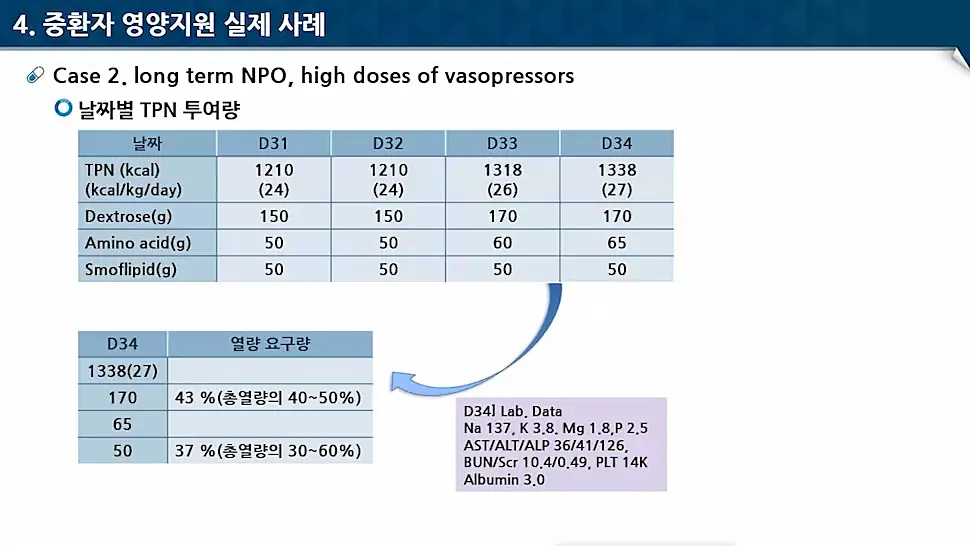 4. 중환자 영양지원 실제 사례
Case 2. long term NPO, high doses of vasopressors
날짜별 TPN 투여량
날짜 D31 D32 D33 D34
TPN (kcal) 1210 1210 1318 1338
(kcal/kg/day) (24) (24) (26) (27)
Dextrose(g) 150 150 170 170
Amino acid(g) 50 50 60 65
Smoflipid(g) 50 50 50 50
D34 열량 요구량
1338(27)
170 43 %(총열량의 40~50%)
65
50 37 %(총열량의 30~60%)
D34] Lab. Data
Na 137, K 3.8. Mg 1.8,P 2.5
AST/ALT/ALP 36/41/126,
BUN/Scr 10.4/0.49, PLT 14K
Albumin 3.0